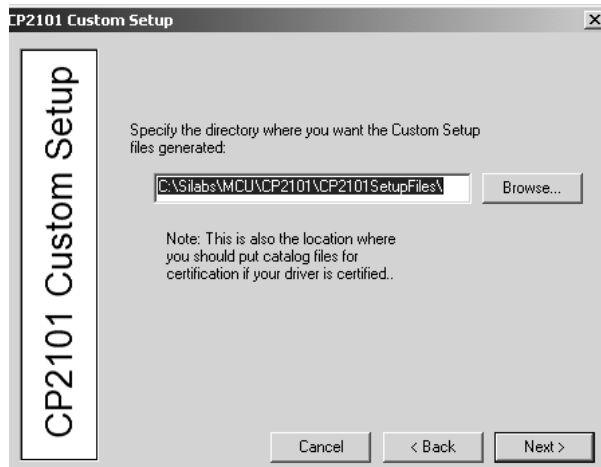 CP2101 Custom Setup
CP2101 Custom Setup
Specify the directory where you want the Custom Setup
files generated:
C:\Silabs\MCU\CP2101\CP2101SetupFiles\
Browse...
Note: This is also the location where
you should put catalog files for
certification if your driver is certified..
Cancel
< Back
Next >